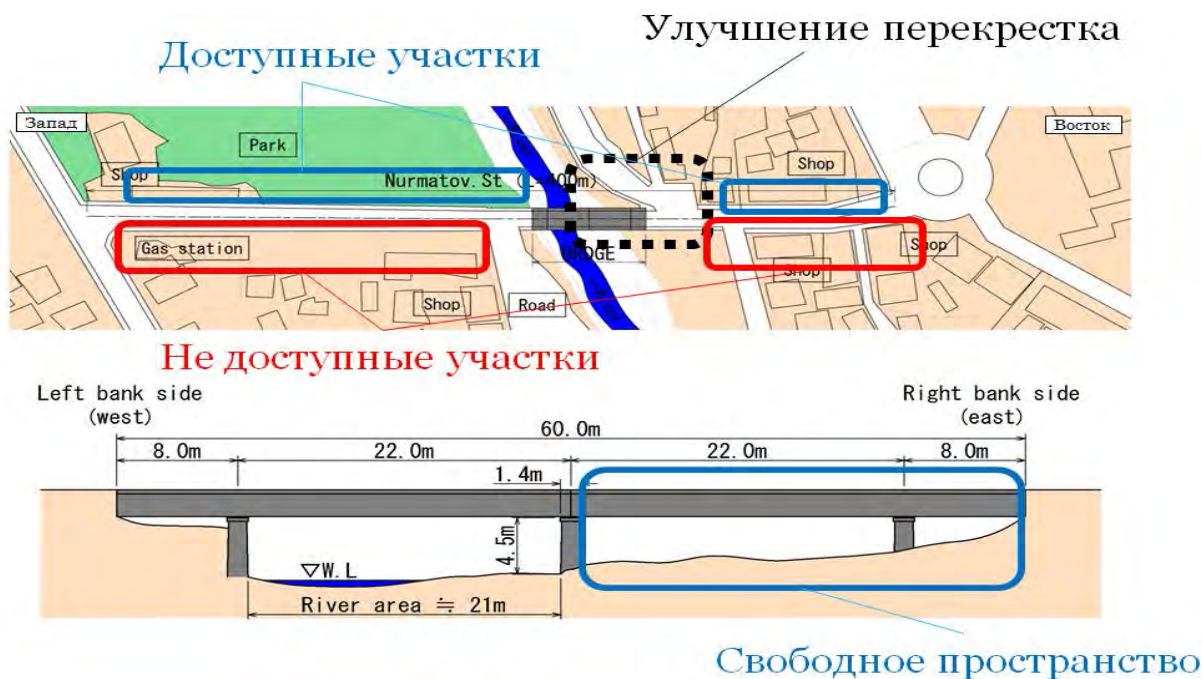 Улучшение перекрестка
Доступные участки
Запад
Восток
Park
Shop
Shop
Nurmatov.St (L=400m)
Gas station
Shop
BRIDGE
Shop
Shop
Road
Не доступные участки
Left bank side
(west)
Right bank side
(east)
60.0m
8.0m
22.0m
22.0m
8.0m
1.4m
4.5m
▽W.L
River area ≒ 21m
Свободное пространство